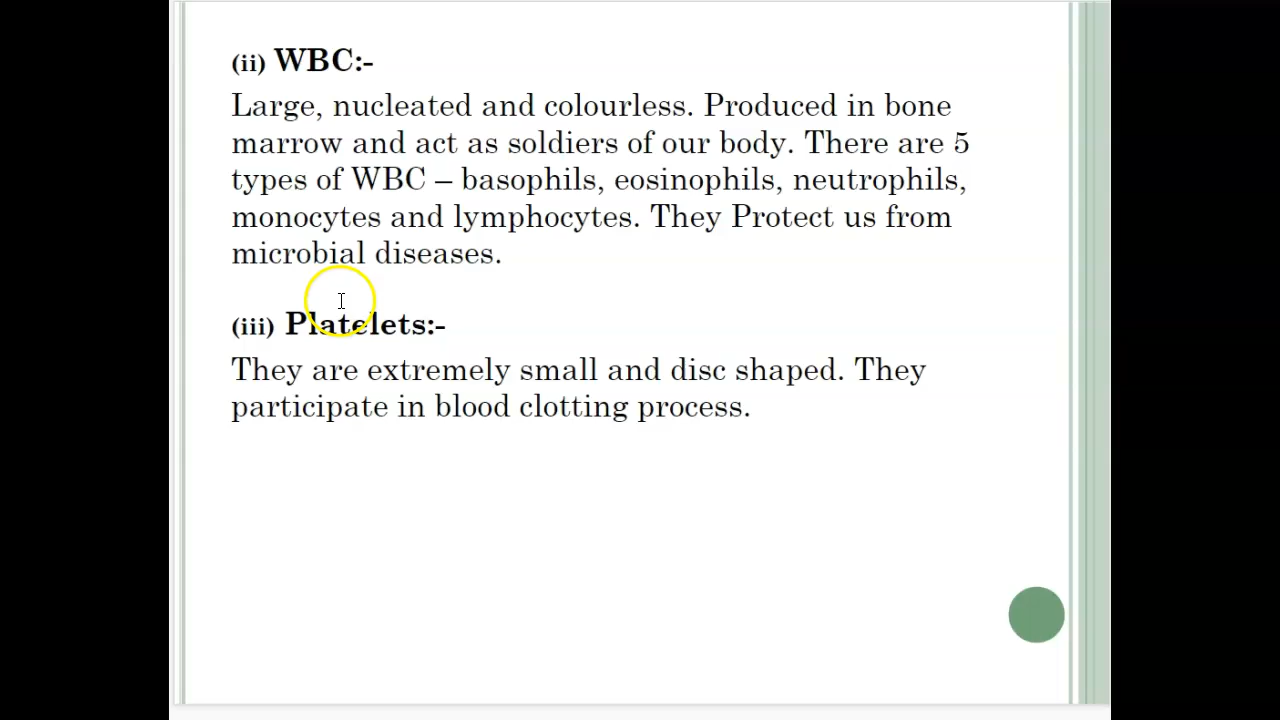 (ii) WBC:-
Large, nucleated and colourless. Produced in bone
marrow and act as soldiers of our body. There are 5
types of WBC – basophils, eosinophils, neutrophils,
monocytes and lymphocytes. They Protect us from
microbial diseases.
(iii) Platelets:-
They are extremely small and disc shaped. They
participate in blood clotting process.